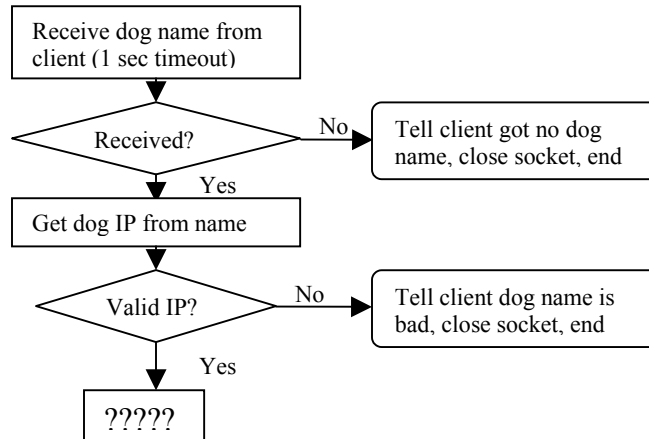 Receive dog name from
client (1 sec timeout)
Received?
No
Tell client got no dog
name, close socket, end
Yes
Get dog IP from name
Valid IP?
No
Tell client dog name is
bad, close socket, end
Yes
?????